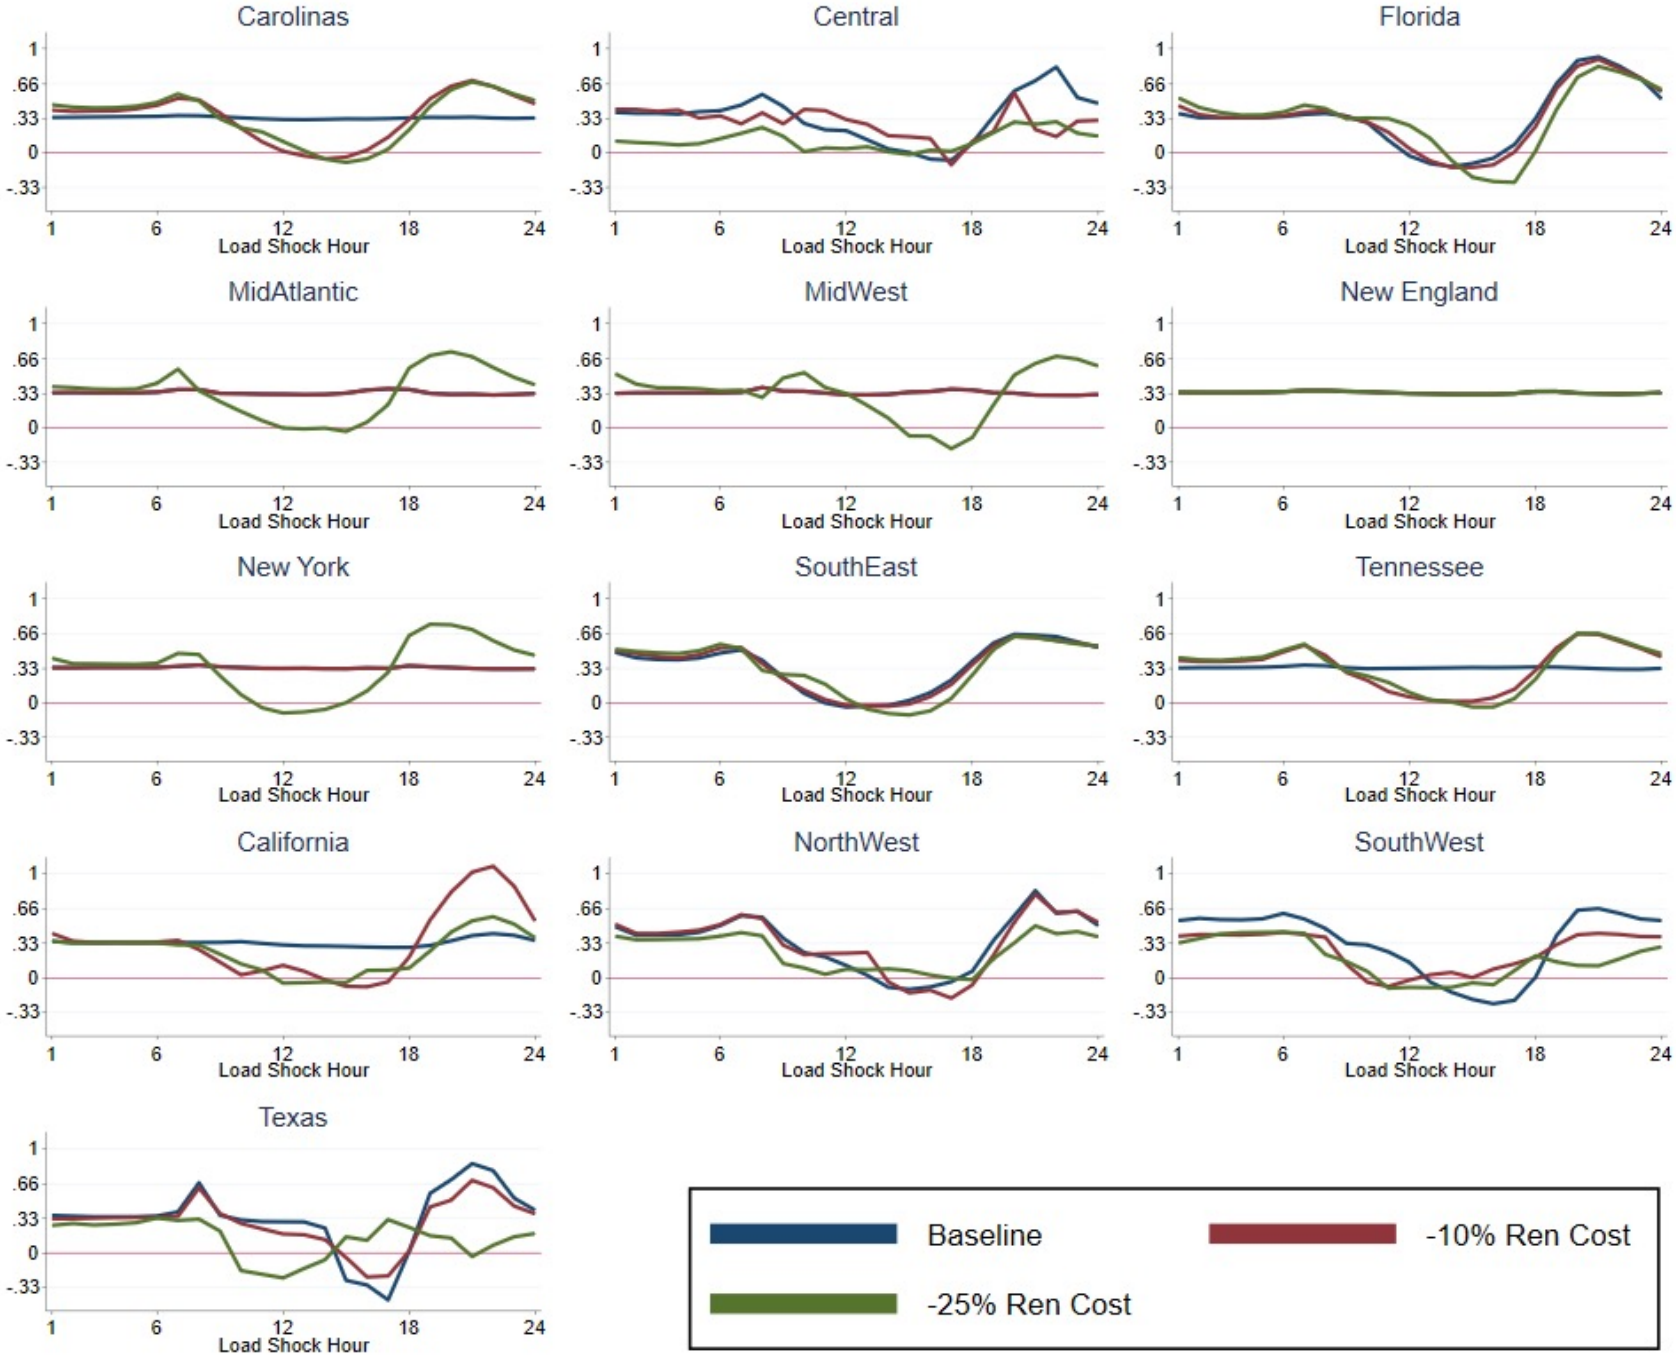 Carolinas
1
.66
.33
0
-.33
1 6 12 18 24
Load Shock Hour
Central
1
.66
.33
0
-.33
1 6 12 18 24
Load Shock Hour
Florida
1
.66
.33
0
-.33
1 6 12 18 24
Load Shock Hour
MidAtlantic
1
.66
.33
0
-.33
1 6 12 18 24
Load Shock Hour
MidWest
1
.66
.33
0
-.33
1 6 12 18 24
Load Shock Hour
New England
1
.66
.33
0
-.33
1 6 12 18 24
Load Shock Hour
New York
1
.66
.33
0
-.33
1 6 12 18 24
Load Shock Hour
SouthEast
1
.66
.33
0
-.33
1 6 12 18 24
Load Shock Hour
Tennessee
1
.66
.33
0
-.33
1 6 12 18 24
Load Shock Hour
California
1
.66
.33
0
-.33
1 6 12 18 24
Load Shock Hour
NorthWest
1
.66
.33
0
-.33
1 6 12 18 24
Load Shock Hour
SouthWest
1
.66
.33
0
-.33
1 6 12 18 24
Load Shock Hour
Texas
1
.66
.33
0
-.33
1 6 12 18 24
Load Shock Hour
Baseline
-10% Ren Cost
-25% Ren Cost